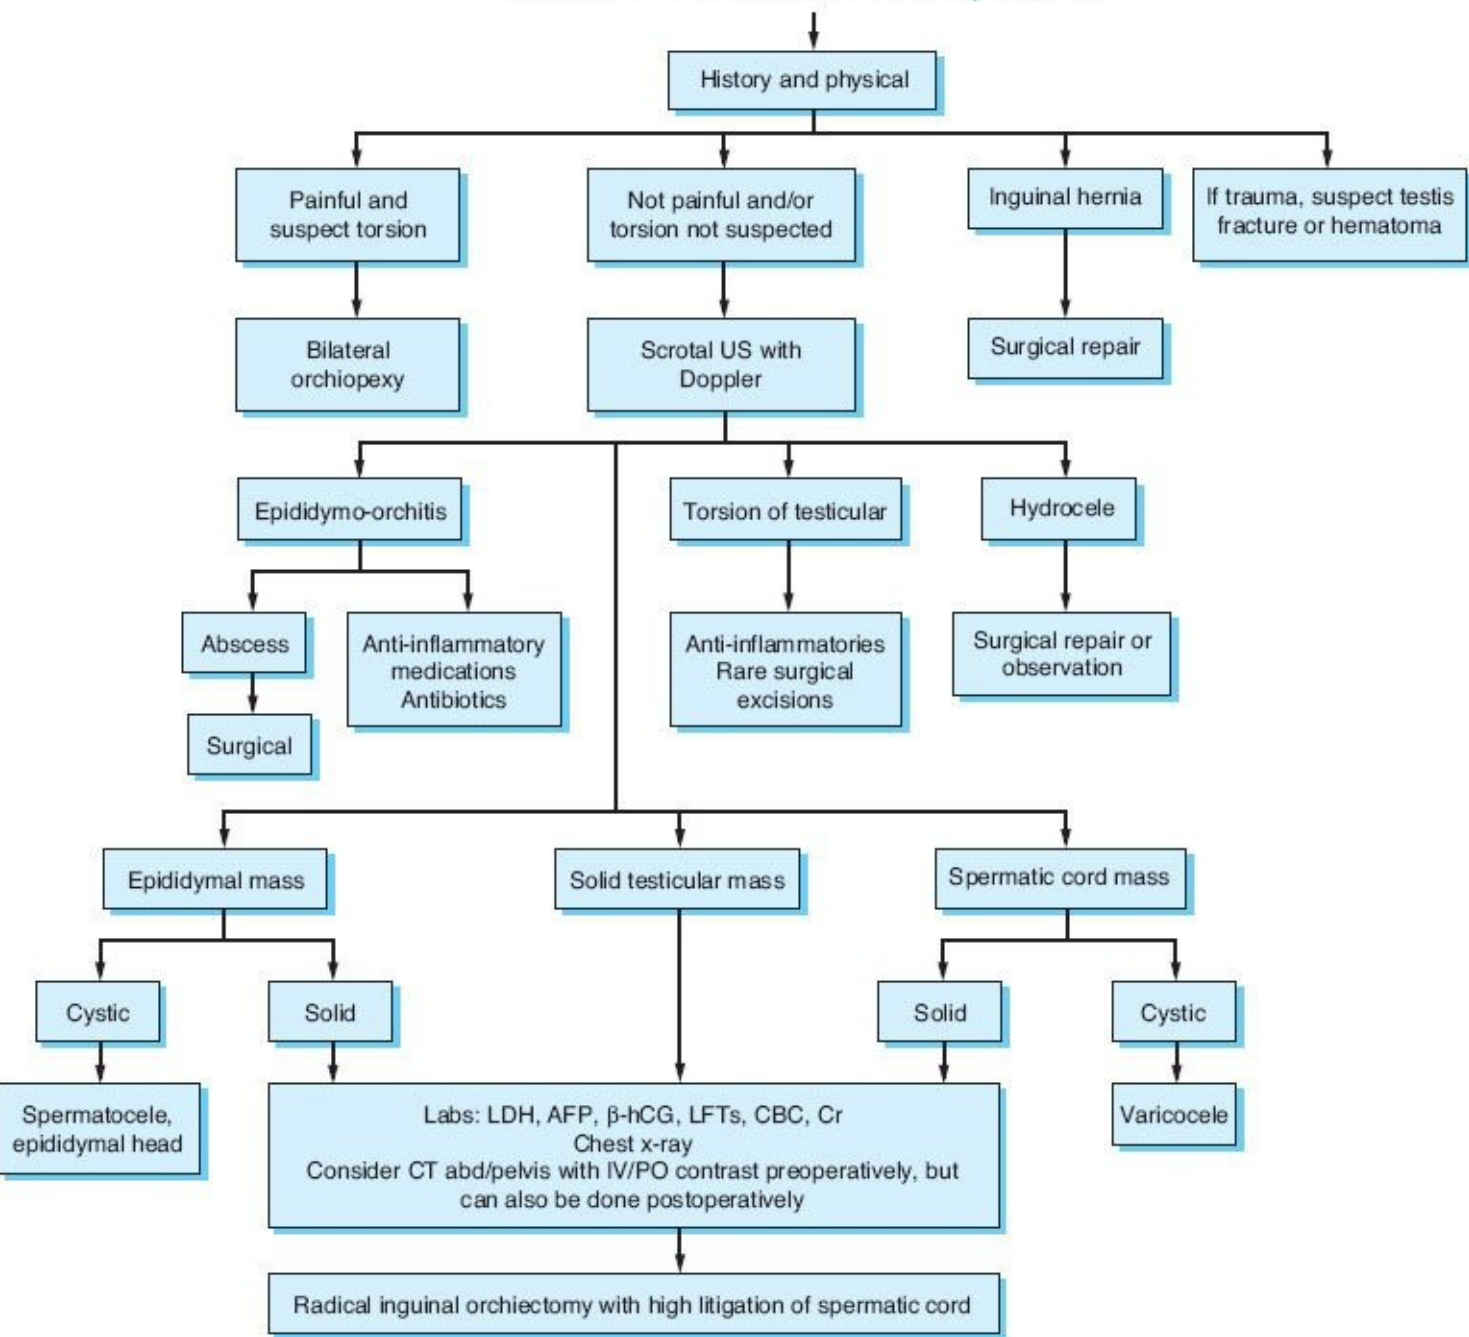 History and physical
Painful and
suspect torsion
Not painful and/or
torsion not suspected
Inguinal hernia
If trauma, suspect testis
fracture or hematoma
Bilateral
orchiopexy
Scrotal US with
Doppler
Surgical repair
Epididymo-orchitis
Torsion of testicular
Hydrocele
Abscess
Anti-inflammatory
medications
Antibiotics
Anti-inflammatories
Rare surgical
excisions
Surgical repair or
observation
Surgical
Epididymal mass
Solid testicular mass
Spermatic cord mass
Cystic
Solid
Solid
Cystic
Spermatocele,
epididymal head
Labs: LDH, AFP, β-hCG, LFTs, CBC, Cr
Chest x-ray
Consider CT abd/pelvis with IV/PO contrast preoperatively, but
can also be done postoperatively
Varicocele
Radical inguinal orchiectomy with high litigation of spermatic cord